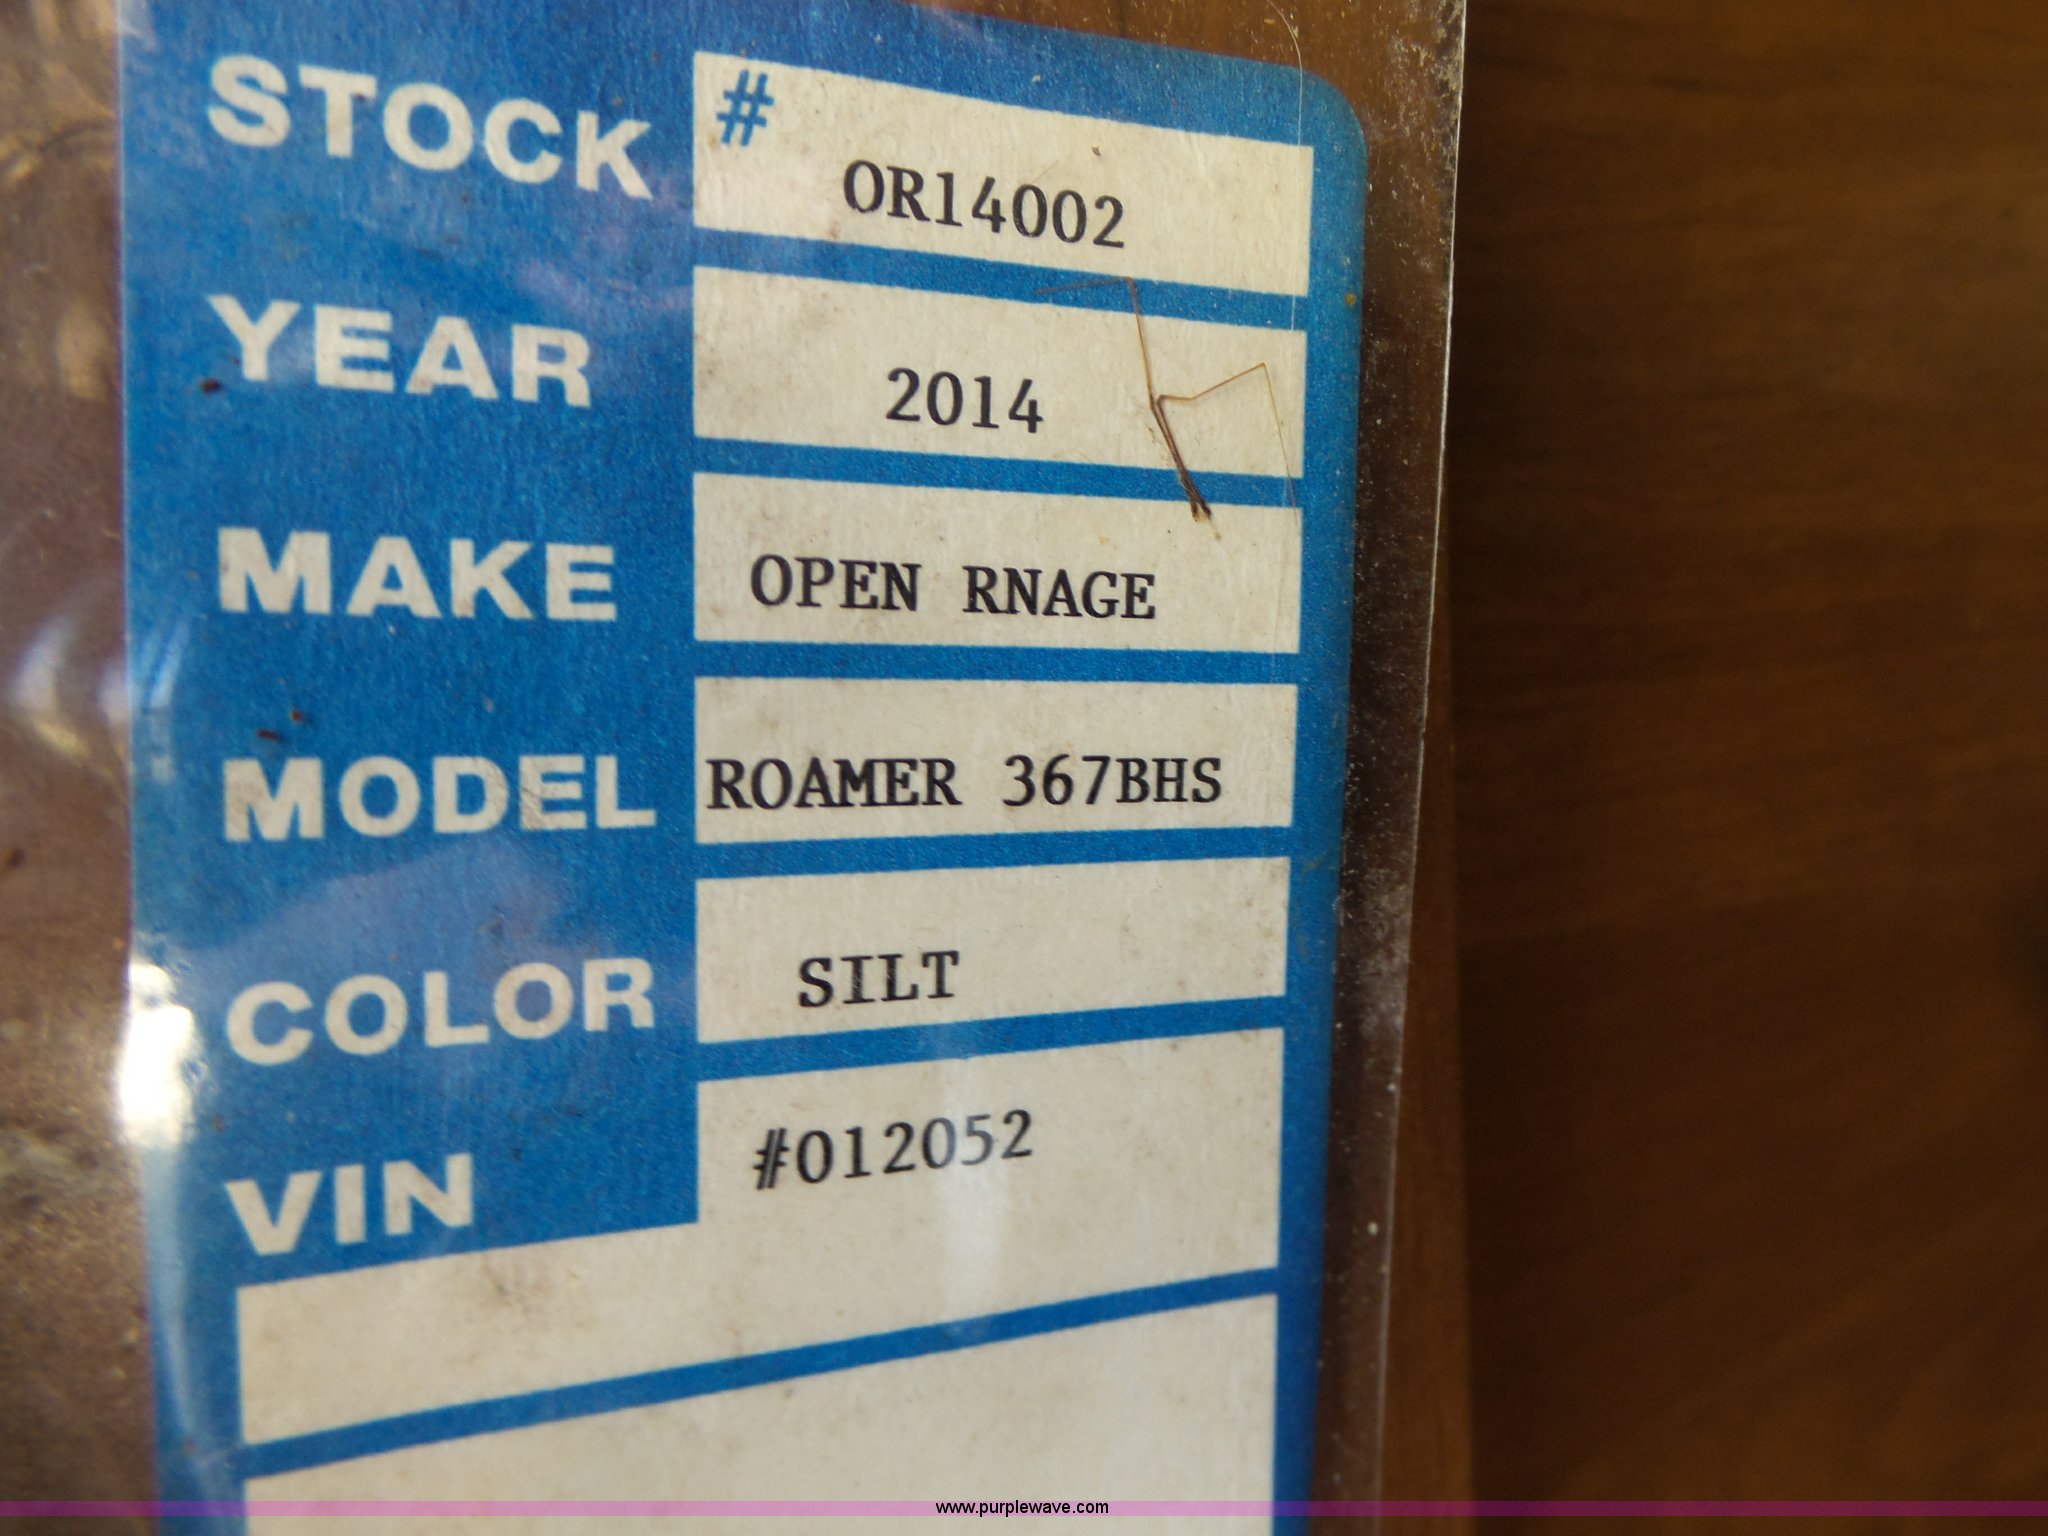 STOCK # OR14002
YEAR 2014
MAKE OPEN RNAGE
MODEL ROAMER 367BHS
COLOR SILT
VIN #012052
www.purplewave.com